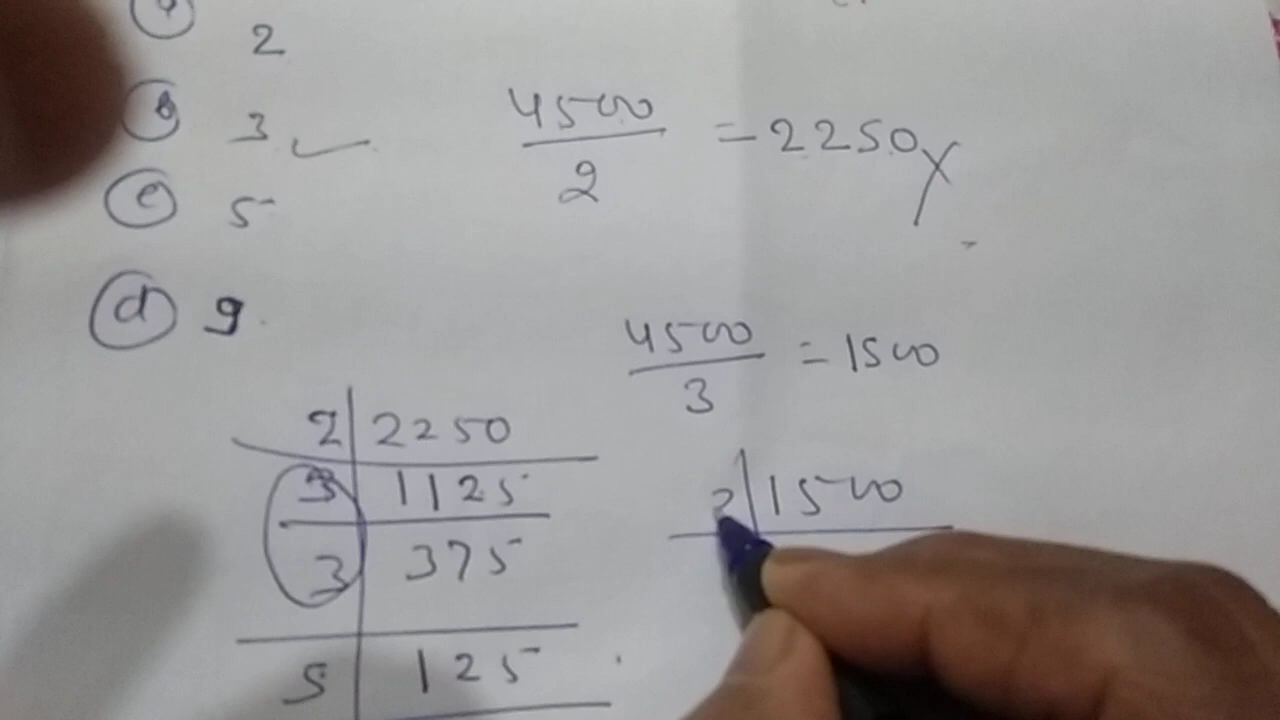 2
b 3 ✓
c 5
d 9
4500 / 2 = 2250 X
4500 / 3 = 1500
2 | 2250
3 | 1125
3 | 375
5 | 125
2 | 1500